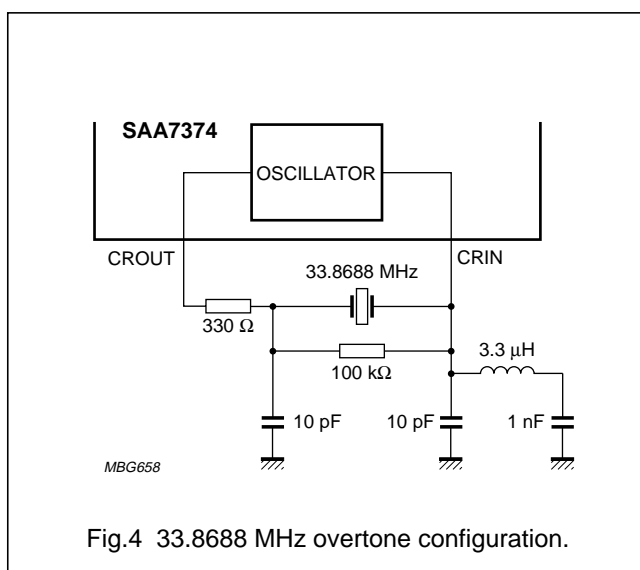 SAA7374
OSCILLATOR
CROUT
CRIN
33.8688 MHz
330 Ω
100 kΩ
3.3 μH
10 pF
10 pF
1 nF
MBG658
Fig.4 33.8688 MHz overtone configuration.